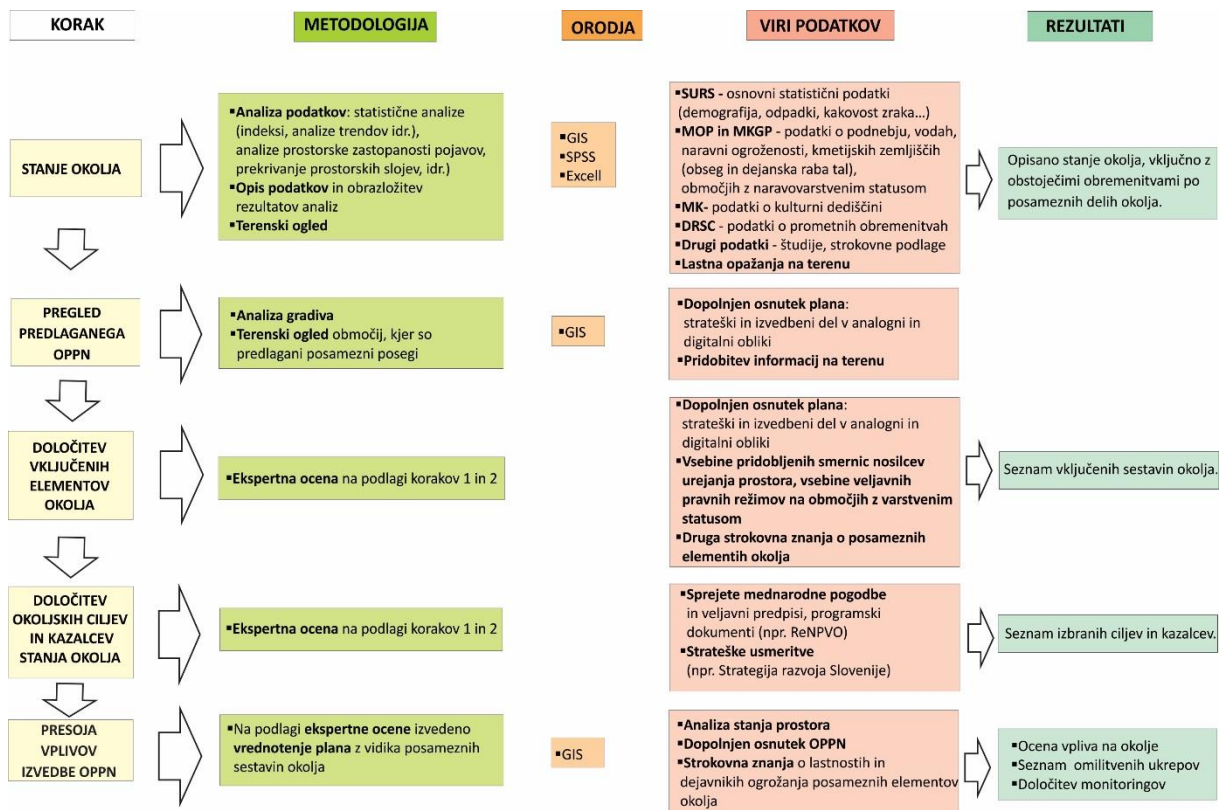 KORAK
METODOLOGIJA
ORODJA
VIRI PODATKOV
REZULTATI
STANJE OKOLJA
▪Analiza podatkov: statistične analize
(indeksi, analize trendov idr.),
analize prostorske zastopanosti pojavov,
prekrivanje prostorskih slojev, idr.)
▪Opis podatkov in obrazložitev
rezultatov analiz
▪Terenski ogled
▪GIS
▪SPSS
▪Excell
▪SURS - osnovni statistični podatki
(demografija, odpadki, kakovost zraka...)
▪MOP in MKGP - podatki o podnebju, vodah,
naravni ogroženosti, kmetijskih zemljiščih
(obseg in dejanska raba tal),
območjih z naravovarstvenim statusom
▪MK- podatki o kulturni dediščini
▪DRSC - podatki o prometnih obremenitvah
▪Drugi podatki - študije, strokovne podlage
▪Lastna opažanja na terenu
Opisano stanje okolja, vključno z
obstoječimi obremenitvami po
posameznih delih okolja.
PREGLED
PREDLAGANEGA
OPPN
▪Analiza gradiva
▪Terenski ogled območij, kjer so
predlagani posamezni posegi
▪GIS
▪Dopolnjen osnutek plana:
strateški in izvedbeni del v analogni in
digitalni obliki
▪Pridobitev informacij na terenu
DOLOČITEV
VKLJUČENIH
ELEMENTOV
OKOLJA
▪Ekspertna ocena na podlagi korakov 1 in 2
▪Dopolnjen osnutek plana:
strateški in izvedbeni del v analogni in
digitalni obliki
▪Vsebine pridobljenih smernic nosilcev
urejanja prostora, vsebine veljavnih
pravnih režimov na območjih z varstvenim
statusom
▪Druga strokovna znanja o posameznih
elementih okolja
Seznam vključenih sestavin okolja.
DOLOČITEV
OKOLJSKIH CILJEV
IN KAZALCEV
STANJA OKOLJA
▪Ekspertna ocena na podlagi korakov 1 in 2
▪Sprejete mednarodne pogodbe
in veljavni predpisi, programski
dokumenti (npr. ReNPVO)
▪Strateške usmeritve
(npr. Strategija razvoja Slovenije)
Seznam izbranih ciljev in kazalcev.
PRESOJA
VPLIVOV
IZVEDBE OPPN
▪Na podlagi ekspertne ocene izvedeno
vrednotenje plana z vidika posameznih
sestavin okolja
▪GIS
▪Analiza stanja prostora
▪Dopolnjen osnutek OPPN
▪Strokovna znanja o lastnostih in
dejavnikih ogrožanja posameznih elementov
okolja
▪Ocena vpliva na okolje
▪Seznam omilitvenih ukrepov
▪Določitev monitoringov